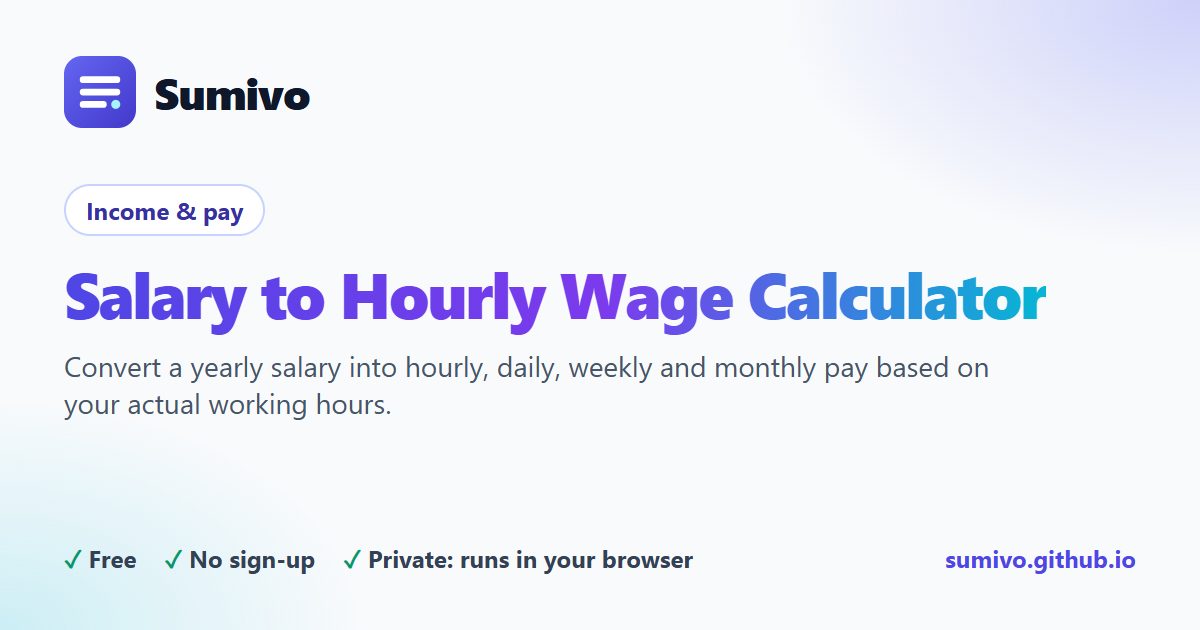 Sumivo
Income & pay
Salary to Hourly Wage Calculator
Convert a yearly salary into hourly, daily, weekly and monthly pay based on
your actual working hours.
✓ Free ✓ No sign-up ✓ Private: runs in your browser
sumivo.github.io